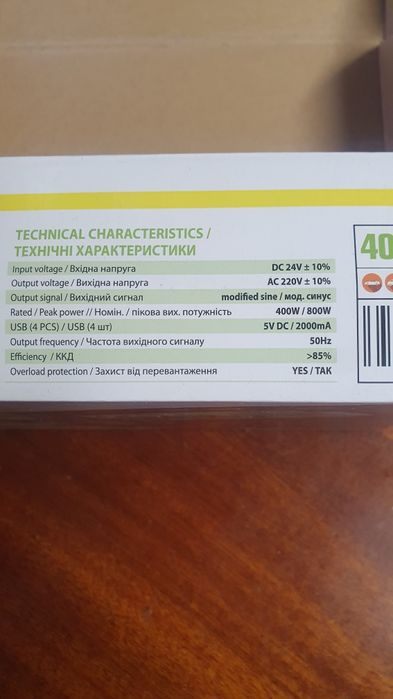 TECHNICAL CHARACTERISTICS /
ТЕХНІЧНІ ХАРАКТЕРИСТИКИ
Input voltage / Вхідна напруга DC 24V ± 10%
Output voltage / Вихідна напруга AC 220V ± 10%
Output signal / Вихідний сигнал modified sine / мод. синус
Rated / Peak power // Номін. / пікова вих. потужність 400W / 800W
USB (4 PCS) / USB (4 шт) 5V DC / 2000mA
Output frequency / Частота вихідного сигналу 50Hz
Efficiency / ККД >85%
Overload protection / Захист від перевантаження YES / TAK
40